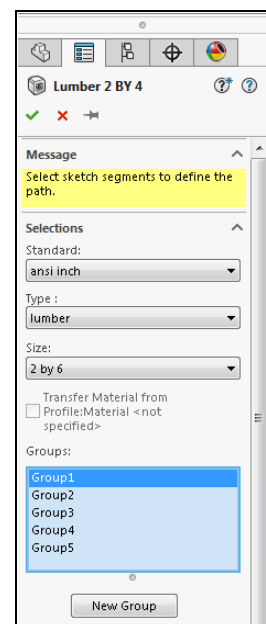 Lumber 2 BY 4
Message
Select sketch segments to define the
path.
Selections
Standard:
ansi inch
Type :
lumber
Size:
2 by 6
Transfer Material from
Profile:Material <not
specified>
Groups:
Group1
Group2
Group3
Group4
Group5
New Group